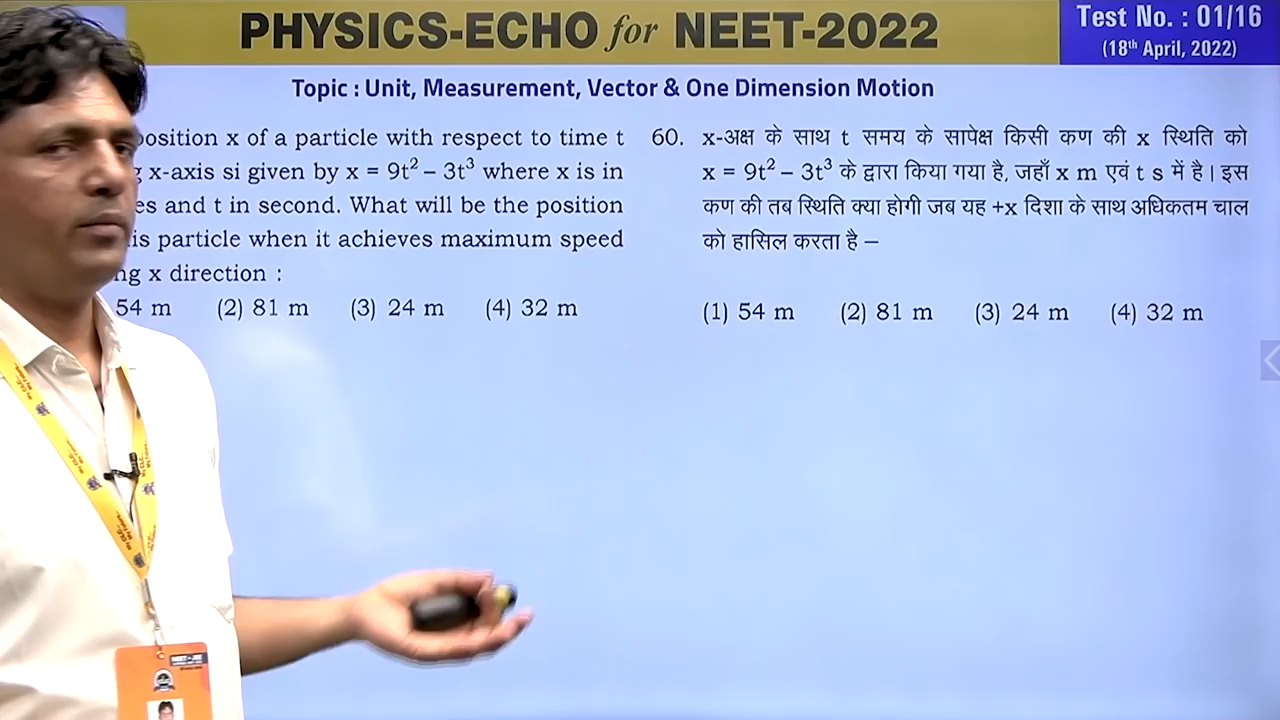 PHYSICS-ECHO for NEET-2022
Test No. : 01/16
(18th April, 2022)
Topic : Unit, Measurement, Vector & One Dimension Motion
position x of a particle with respect to time t
x-axis si given by x = 9t² – 3t³ where x is in
and t in second. What will be the position
particle when it achieves maximum speed
x direction :
54 m (2) 81 m (3) 24 m (4) 32 m
60. x-अक्ष के साथ t समय के सापेक्ष किसी कण की x स्थिति को
x = 9t² – 3t³ के द्वारा किया गया है, जहाँ x m एवं t s में है। इस
कण की तब स्थिति क्या होगी जब यह +x दिशा के साथ अधिकतम चाल
को हासिल करता है –
(1) 54 m (2) 81 m (3) 24 m (4) 32 m
NEET - JEE